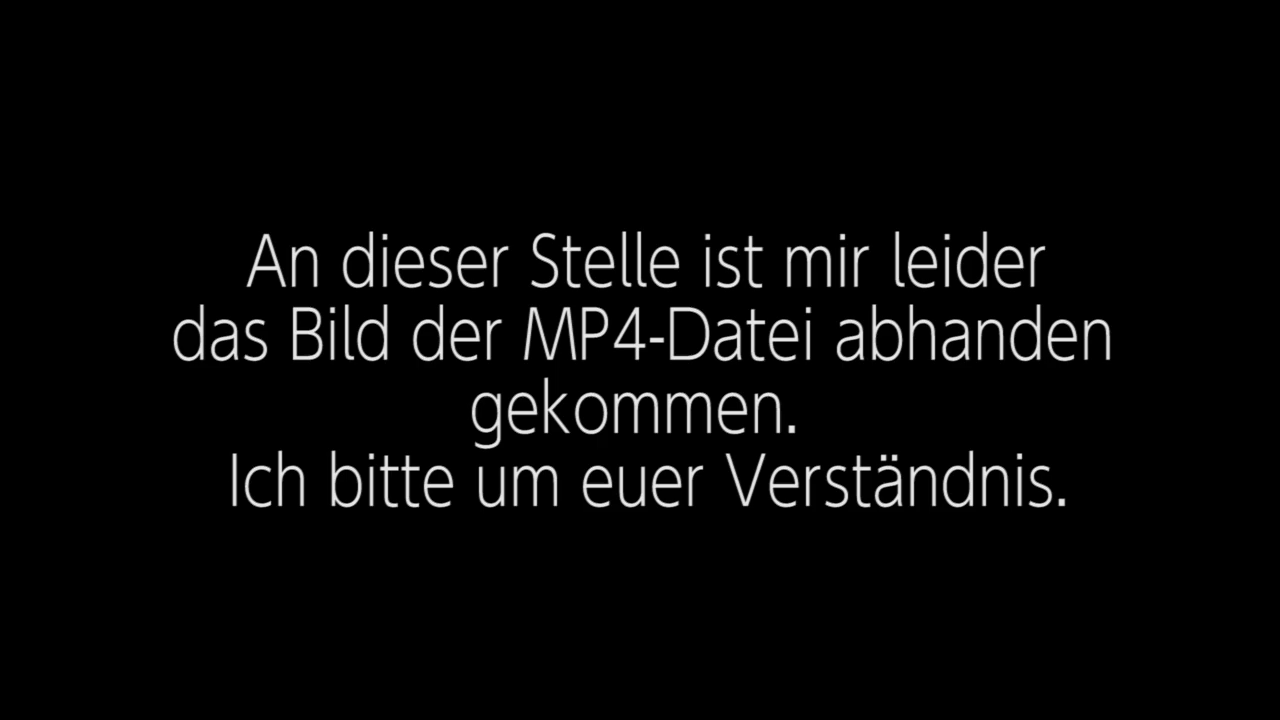 An dieser Stelle ist mir leider
das Bild der MP4-Datei abhanden
gekommen.
Ich bitte um euer Verständnis.